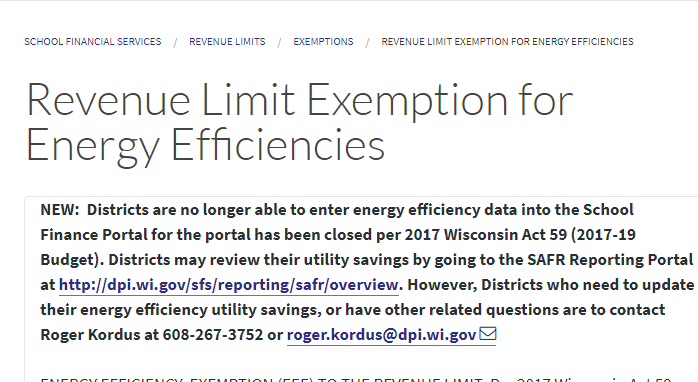 SCHOOL FINANCIAL SERVICES / REVENUE LIMITS / EXEMPTIONS / REVENUE LIMIT EXEMPTION FOR ENERGY EFFICIENCIES
Revenue Limit Exemption for
Energy Efficiencies
NEW: Districts are no longer able to enter energy efficiency data into the School
Finance Portal for the portal has been closed per 2017 Wisconsin Act 59 (2017-19
Budget). Districts may review their utility savings by going to the SAFR Reporting Portal
at http://dpi.wi.gov/sfs/reporting/safr/overview. However, Districts who need to update
their energy efficiency utility savings, or have other related questions are to contact
Roger Kordus at 608-267-3752 or roger.kordus@dpi.wi.gov
ENERGY EFFICIENCY EXEMPTION (EEE) TO THE REVENUE LIMIT: Per 2017 Wisconsin Act 59